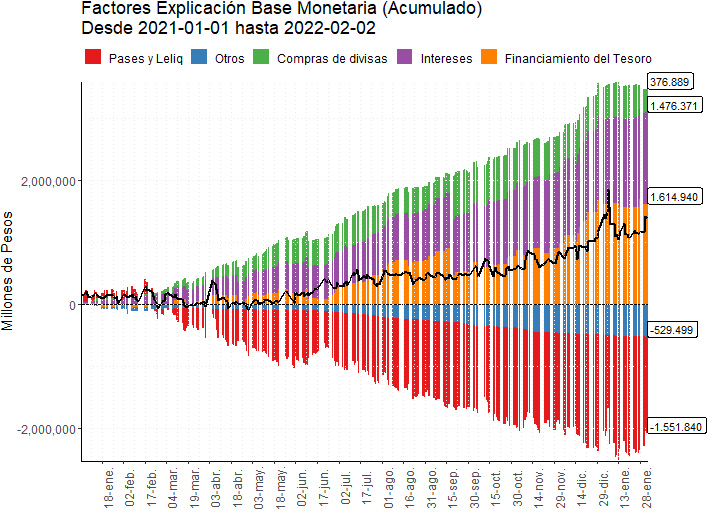 Factores Explicación Base Monetaria (Acumulado)
Desde 2021-01-01 hasta 2022-02-02
Pases y Leliq Otros Compras de divisas Intereses Financiamiento del Tesoro
376.889
1.476.371
1.614.940
-529.499
-1.551.840
Millones de Pesos
2,000,000
0
-2,000,000
18-ene.
02-feb.
17-feb.
04-mar.
19-mar.
03-abr.
18-abr.
03-may.
18-may.
02-jun.
17-jun.
02-jul.
17-jul.
01-ago.
16-ago.
31-ago.
15-sep.
30-sep.
15-oct.
30-oct.
14-nov.
29-nov.
14-dic.
29-dic.
13-ene.
28-ene.